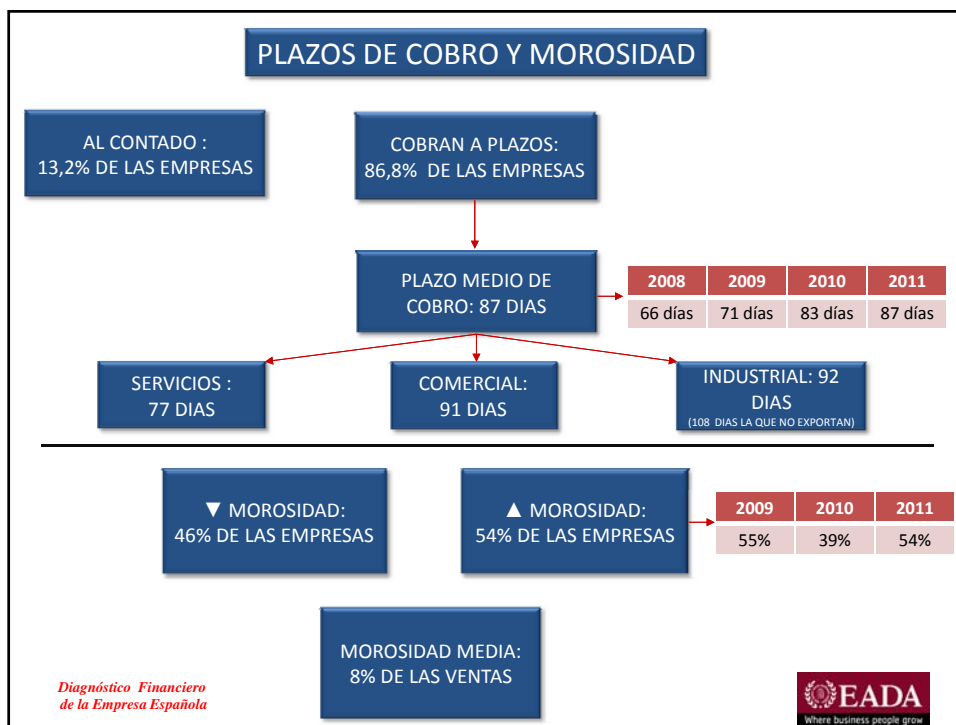 PLAZOS DE COBRO Y MOROSIDAD
AL CONTADO :
13,2% DE LAS EMPRESAS
COBRAN A PLAZOS:
86,8% DE LAS EMPRESAS
PLAZO MEDIO DE
COBRO: 87 DIAS
2008 2009 2010 2011
66 días 71 días 83 días 87 días
SERVICIOS :
77 DIAS
COMERCIAL:
91 DIAS
INDUSTRIAL: 92
DIAS
(108 DIAS LA QUE NO EXPORTAN)
▼ MOROSIDAD:
46% DE LAS EMPRESAS
▲ MOROSIDAD:
54% DE LAS EMPRESAS
2009 2010 2011
55% 39% 54%
MOROSIDAD MEDIA:
8% DE LAS VENTAS
Diagnóstico Financiero
de la Empresa Española
EADA
Where business people grow